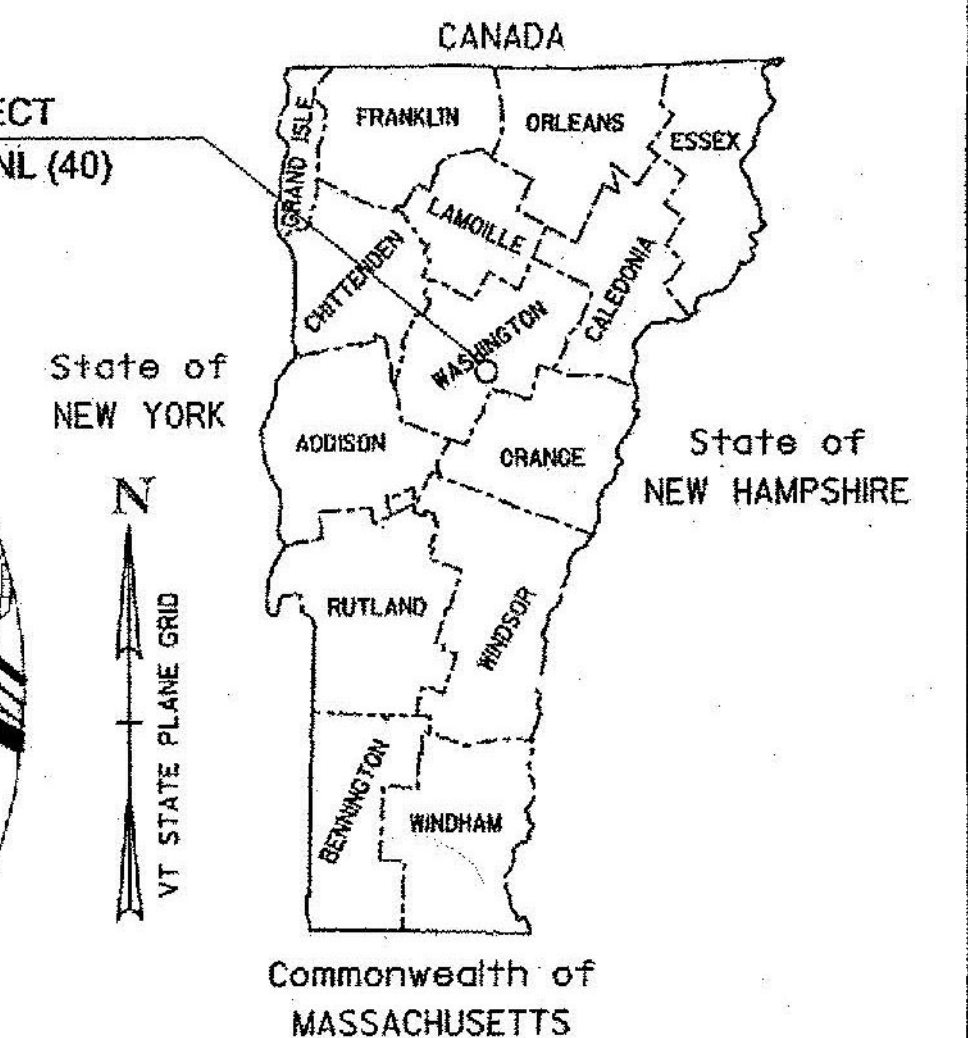 CANADA
ECT
NL (40)
GRAND ISLE
FRANKLIN
ORLEANS
ESSEX
LAMOILLE
CHITTENDEN
CALEDONIA
WASHINGTON
State of
NEW YORK
ADDISON
ORANGE
State of
NEW HAMPSHIRE
N
VT STATE PLANE GRID
RUTLAND
WINDSOR
BENNINGTON
WINDHAM
Commonwealth of
MASSACHUSETTS